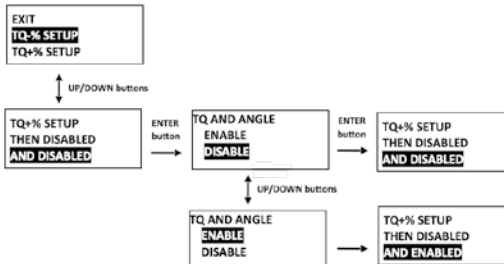 EXIT
TQ-% SETUP
TQ+% SETUP
UP/DOWN buttons
TQ+% SETUP
THEN DISABLED
AND DISABLED
ENTER
button
TQ AND ANGLE
ENABLE
DISABLE
ENTER
button
TQ+% SETUP
THEN DISABLED
AND DISABLED
UP/DOWN buttons
TQ AND ANGLE
ENABLE
DISABLE
TQ+% SETUP
THEN DISABLED
AND ENABLED